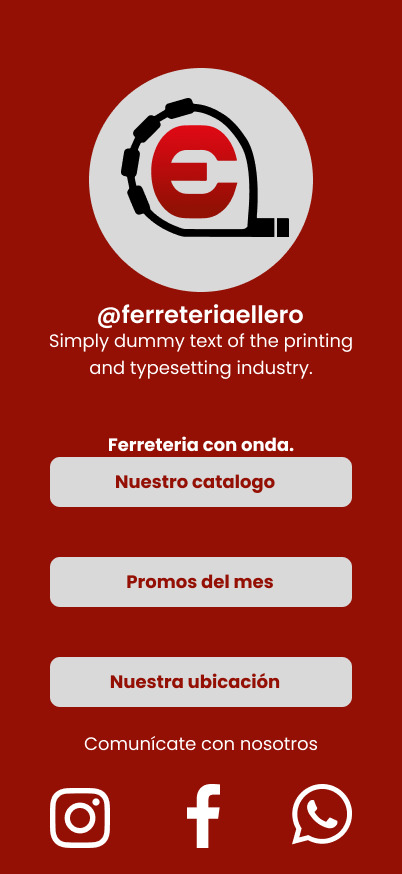 @ferreteriaellero
Simply dummy text of the printing
and typesetting industry.
Ferreteria con onda.
Nuestro catalogo
Promos del mes
Nuestra ubicación
Comunícate con nosotros